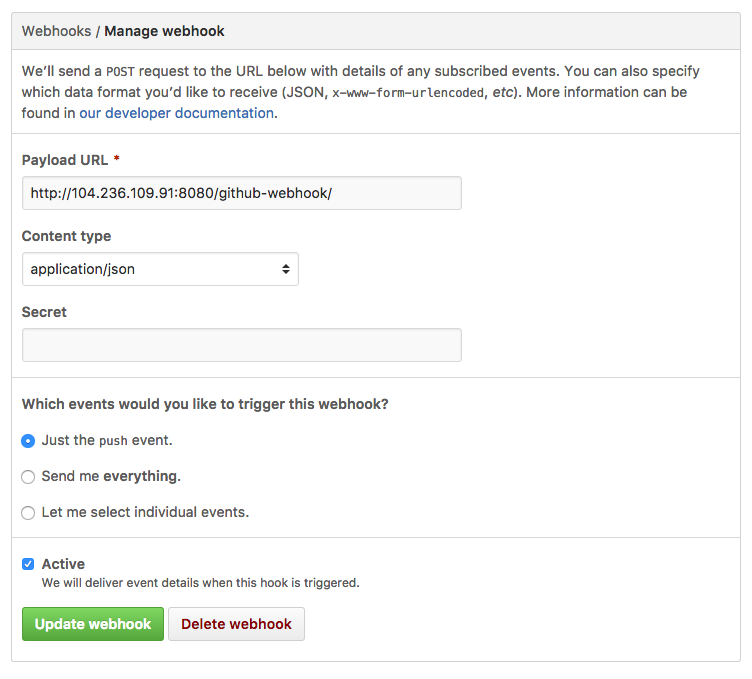 Webhooks / Manage webhook
We’ll send a POST request to the URL below with details of any subscribed events. You can also specify
which data format you’d like to receive (JSON, x-www-form-urlencoded, etc). More information can be
found in our developer documentation.
Payload URL *
http://104.236.109.91:8080/github-webhook/
Content type
application/json
Secret
Which events would you like to trigger this webhook?
Just the push event.
Send me everything.
Let me select individual events.
Active
We will deliver event details when this hook is triggered.
Update webhook Delete webhook